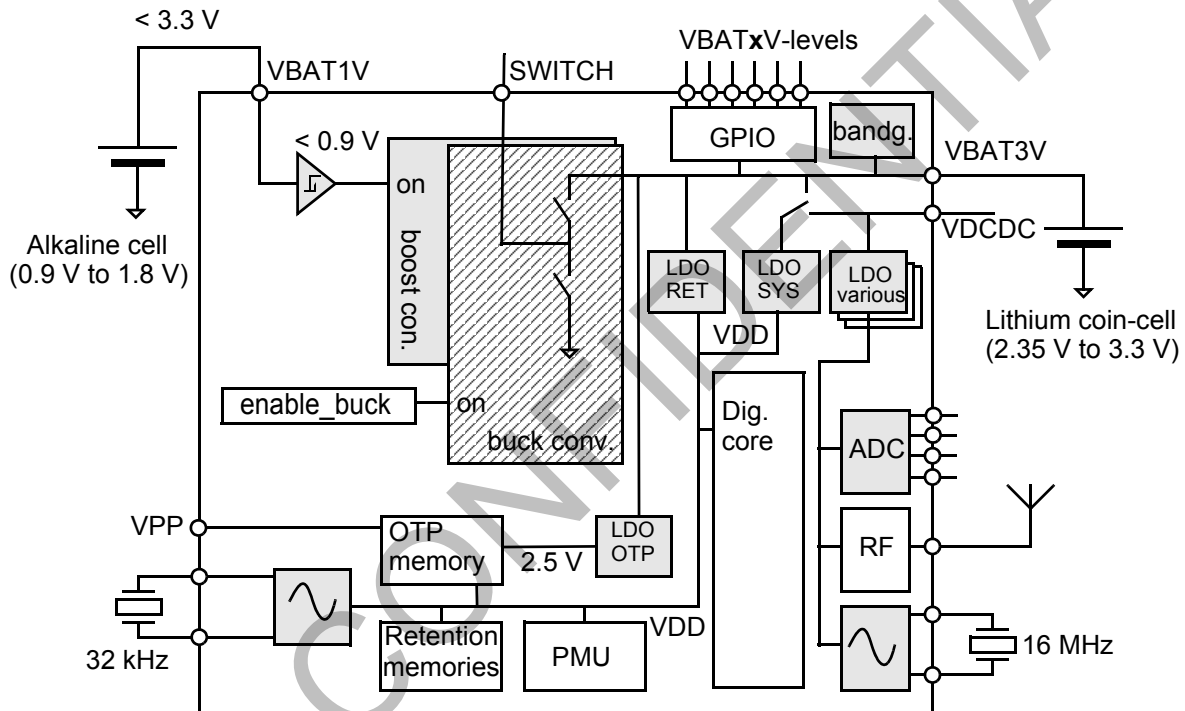 < 3.3 V
VBAT1V
SWITCH
VBATxV-levels
< 0.9 V
GPIO
bandg.
VBAT3V
on
boost con.
VDCDC
Alkaline cell
(0.9 V to 1.8 V)
LDO
RET
LDO
SYS
LDO
various
VDD
Lithium coin-cell
(2.35 V to 3.3 V)
enable_buck
on
buck conv.
Dig.
core
ADC
VPP
OTP
memory
2.5 V
LDO
OTP
RF
32 kHz
Retention
memories
PMU
VDD
16 MHz
CONFIDENTIA